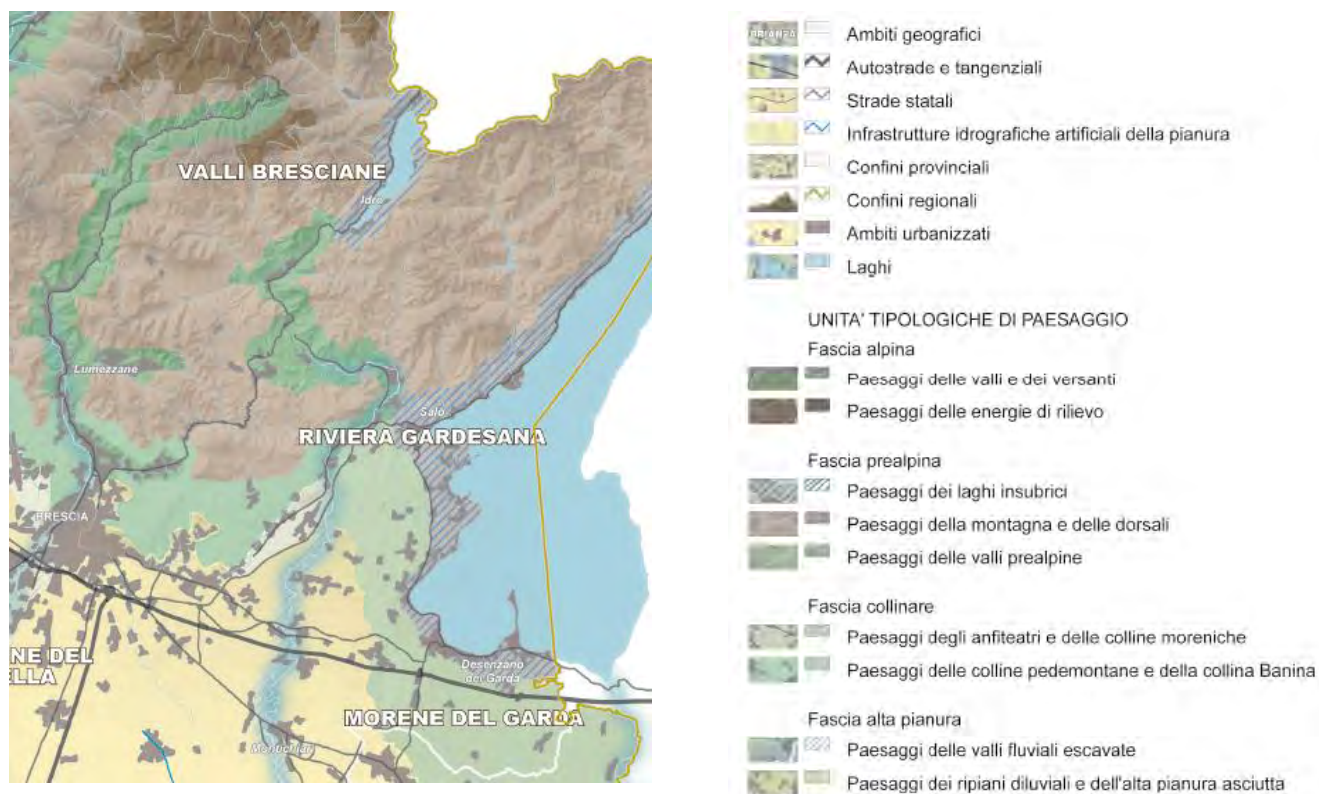 VALLI BRESCIANE
Idro
Lumezzane
Salò
RIVIERA GARDESANA
BRESCIA
NE DEL
ELLA
Desenzano
del Garda
MORENE DEL GARDA
Montichiari
BRIANZA
Ambiti geografici
Autostrade e tangenziali
Strade statali
Infrastrutture idrografiche artificiali della pianura
Confini provinciali
Confini regionali
Ambiti urbanizzati
Laghi
UNITA' TIPOLOGICHE DI PAESAGGIO
Fascia alpina
Paesaggi delle valli e dei versanti
Paesaggi delle energie di rilievo
Fascia prealpina
Paesaggi dei laghi insubrici
Paesaggi della montagna e delle dorsali
Paesaggi delle valli prealpine
Fascia collinare
Paesaggi degli anfiteatri e delle colline moreniche
Paesaggi delle colline pedemontane e della collina Banina
Fascia alta pianura
Paesaggi delle valli fluviali escavate
Paesaggi dei ripiani diluviali e dell'alta pianura asciutta